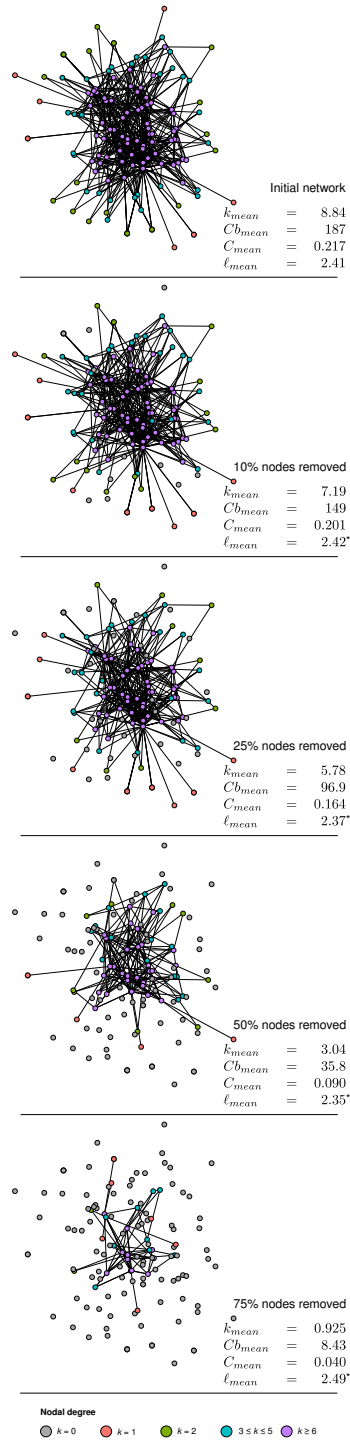 Initial network
k_mean = 8.84
Cb_mean = 187
C_mean = 0.217
ℓ_mean = 2.41
10% nodes removed
k_mean = 7.19
Cb_mean = 149
C_mean = 0.201
ℓ_mean = 2.42*
25% nodes removed
k_mean = 5.78
Cb_mean = 96.9
C_mean = 0.164
ℓ_mean = 2.37*
50% nodes removed
k_mean = 3.04
Cb_mean = 35.8
C_mean = 0.090
ℓ_mean = 2.35*
75% nodes removed
k_mean = 0.925
Cb_mean = 8.43
C_mean = 0.040
ℓ_mean = 2.49*
Nodal degree
k = 0 k = 1 k = 2 3 ≤ k ≤ 5 k ≥ 6